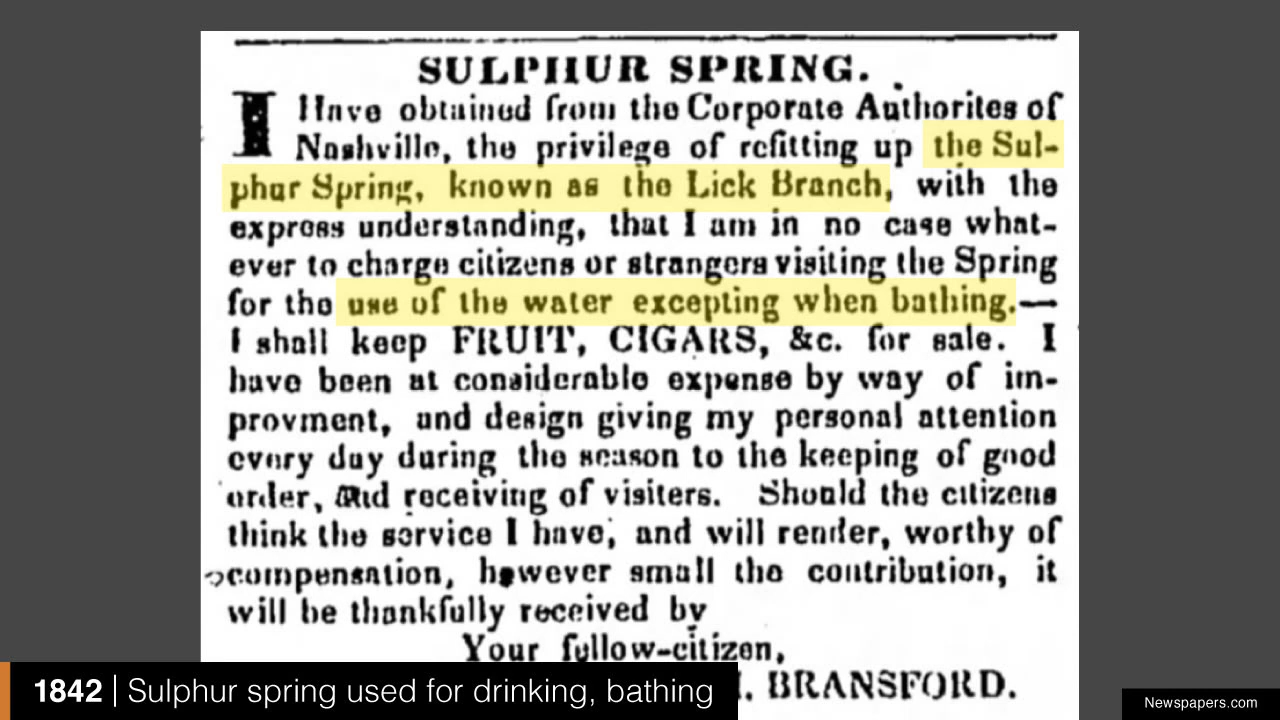 SULPHUR SPRING.
I Have obtained from the Corporate Authorites of
Nashville, the privilege of refitting up the Sul-
phur Spring, known as the Lick Branch, with the
express understanding, that I am in no case what-
ever to charge citizens or strangers visiting the Spring
for the use of the water excepting when bathing.—
I shall keep FRUIT, CIGARS, &c. for sale. I
have been at considerable expense by way of im-
provment, and design giving my personal attention
every day during the season to the keeping of good
order, and receiving of visiters. Should the citizens
think the service I have, and will render, worthy of
compensation, however small the contribution, it
will be thankfully received by
Your fellow-citizen,
BRANSFORD.
1842 | Sulphur spring used for drinking, bathing
Newspapers.com